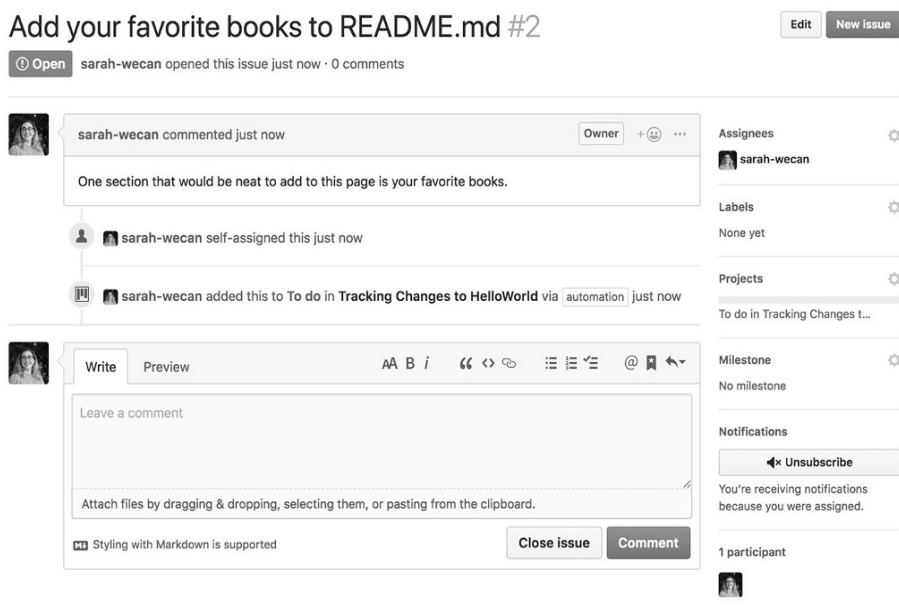 Add your favorite books to README.md #2
Edit
New issue
Open
sarah-wecan opened this issue just now · 0 comments
sarah-wecan commented just now
Owner
One section that would be neat to add to this page is your favorite books.
sarah-wecan self-assigned this just now
sarah-wecan added this to To do in Tracking Changes to HelloWorld via automation just now
Write
Preview
AA B i
Leave a comment
Attach files by dragging & dropping, selecting them, or pasting from the clipboard.
Styling with Markdown is supported
Close issue
Comment
Assignees
sarah-wecan
Labels
None yet
Projects
To do in Tracking Changes t...
Milestone
No milestone
Notifications
Unsubscribe
You're receiving notifications
because you were assigned.
1 participant